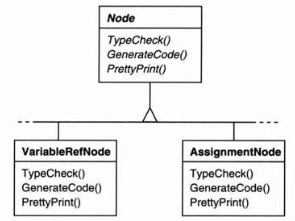 Node
TypeCheck()
GenerateCode()
PrettyPrint()
VariableRefNode
TypeCheck()
GenerateCode()
PrettyPrint()
AssignmentNode
TypeCheck()
GenerateCode()
PrettyPrint()